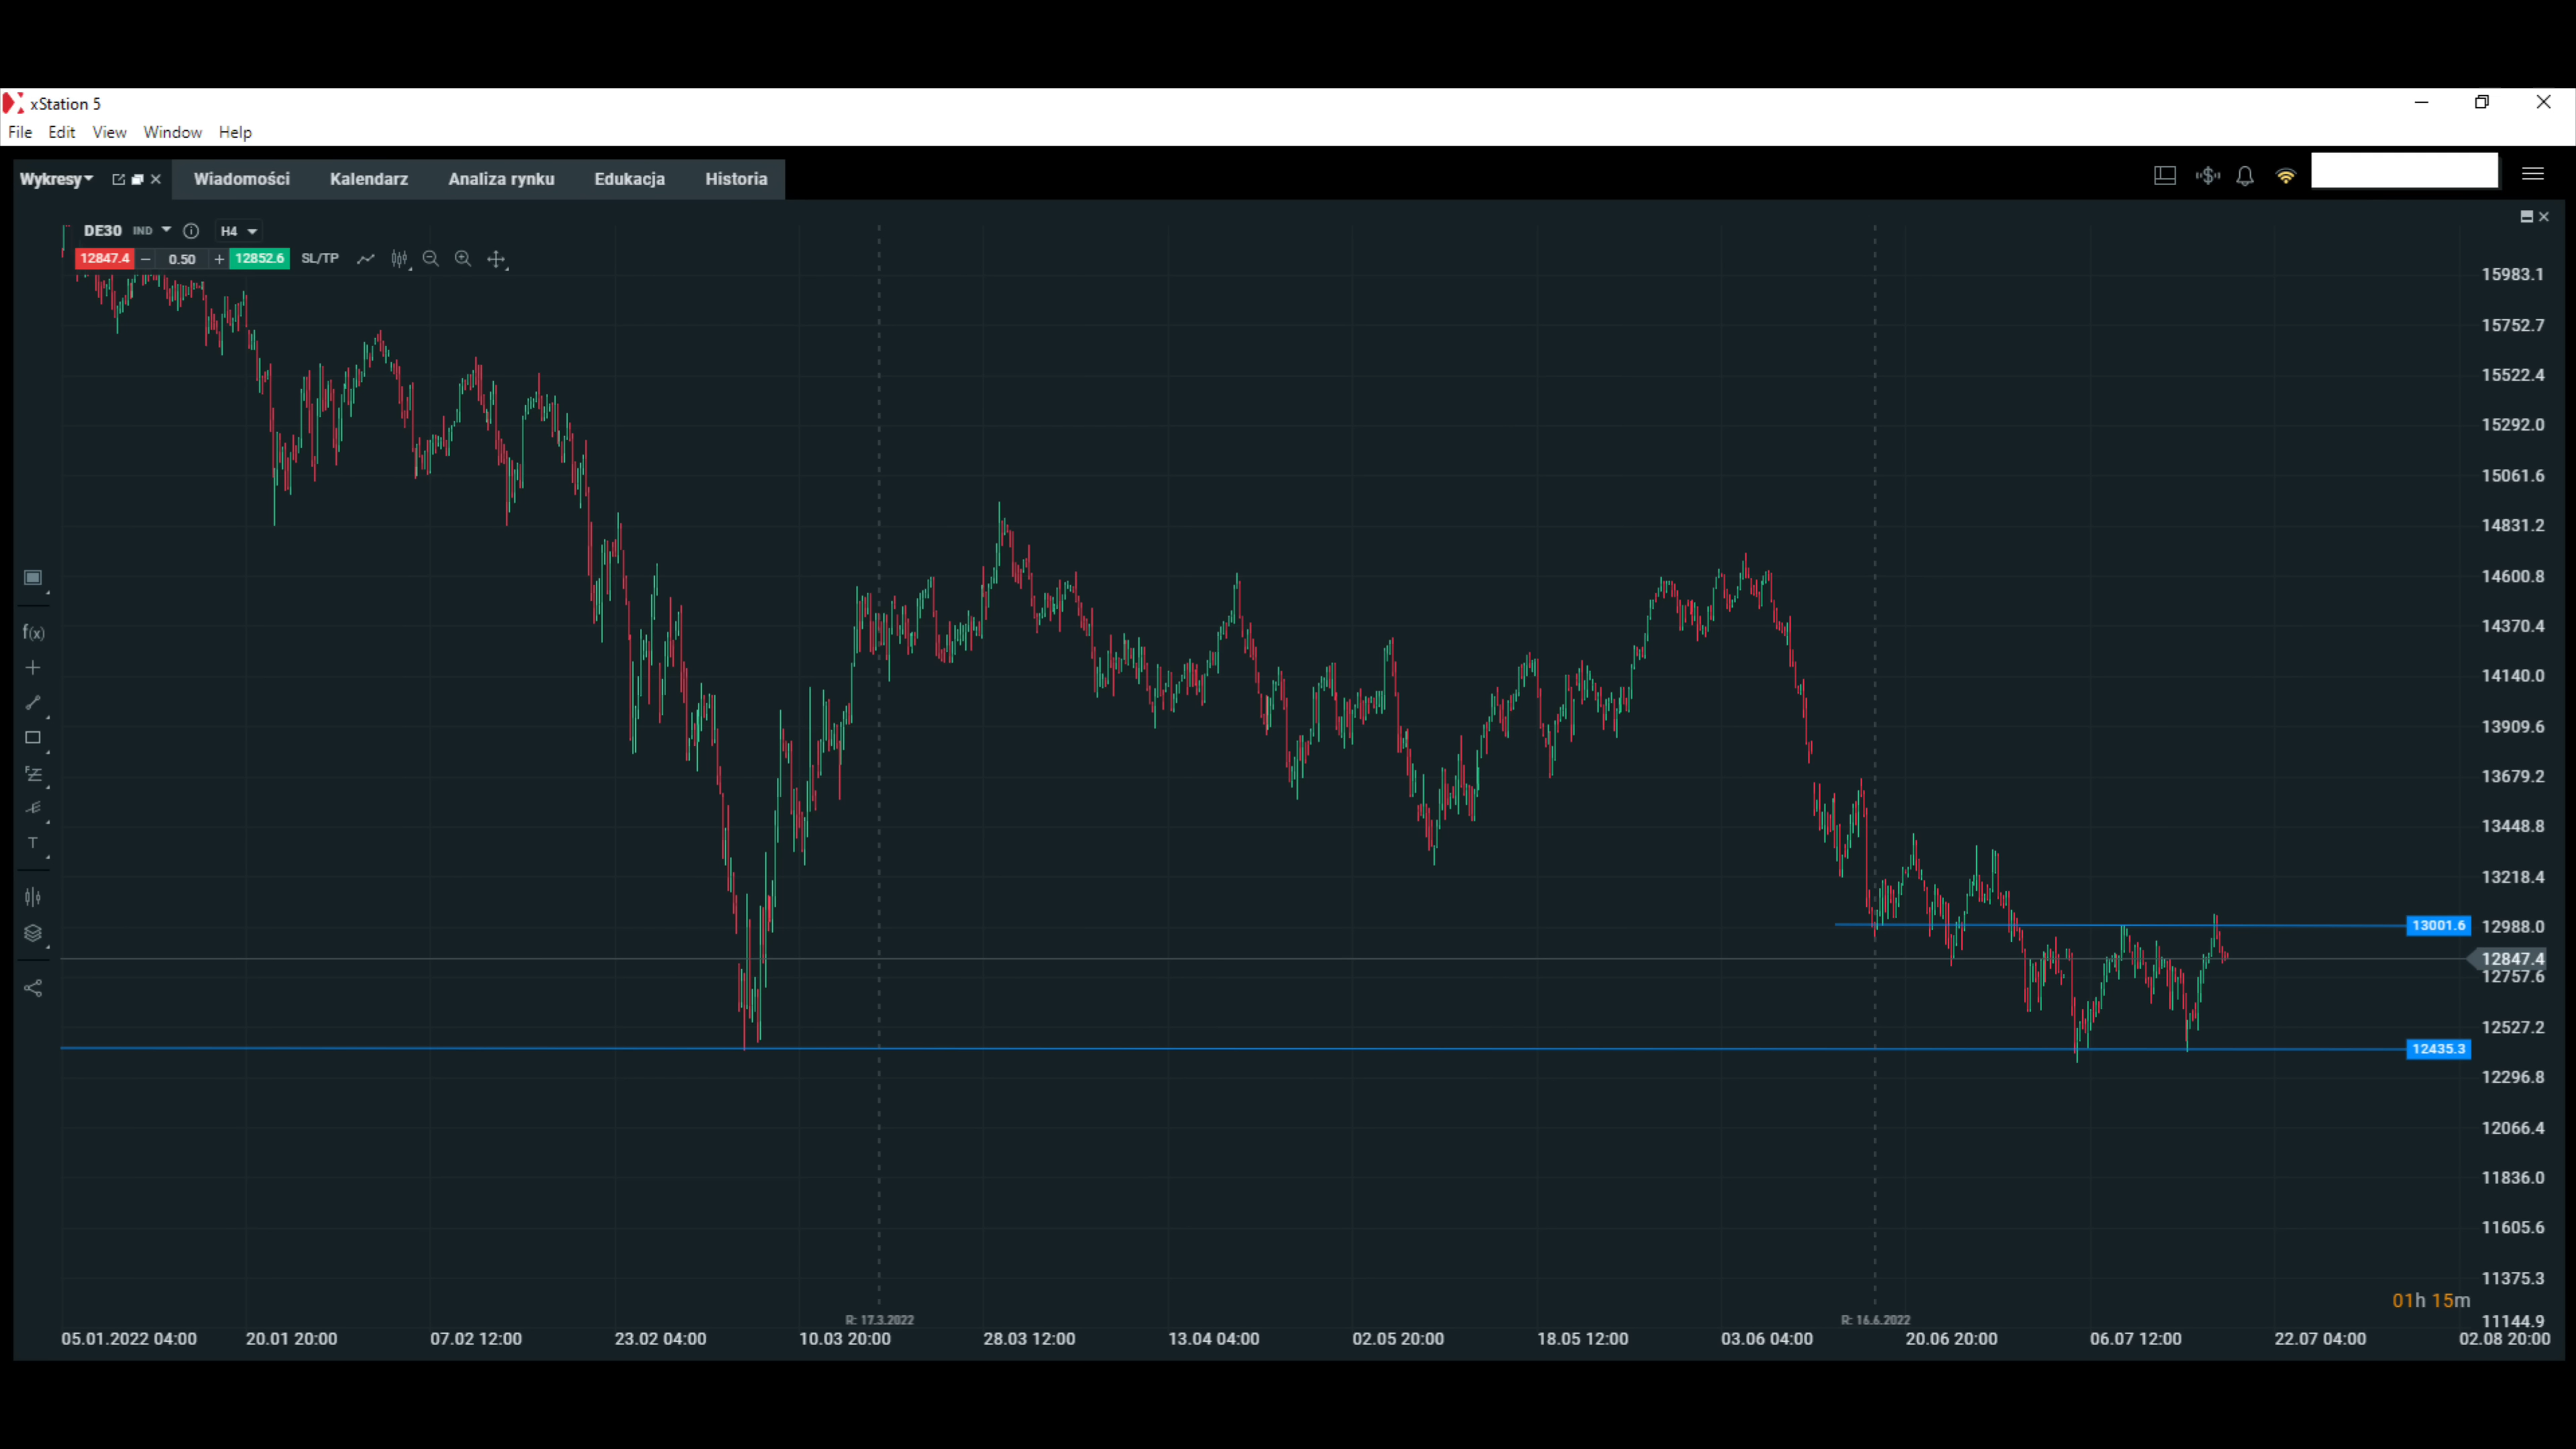 xStation 5
File Edit View Window Help
Wykresy Wiadomości Kalendarz Analiza rynku Edukacja Historia
DE30 IND H4
12847.4 − 0.50 + 12852.6 SL/TP
15983.1
15752.7
15522.4
15292.0
15061.6
14831.2
14600.8
f(x)
14370.4
14140.0
13909.6
13679.2
13448.8
T
13218.4
13001.6 12988.0
12847.4
12757.6
12527.2
12435.3
12296.8
12066.4
11836.0
11605.6
11375.3
01h 15m
R: 17.3.2022 R: 16.6.2022
11144.9
05.01.2022 04:00 20.01 20:00 07.02 12:00 23.02 04:00 10.03 20:00 28.03 12:00 13.04 04:00 02.05 20:00 18.05 12:00 03.06 04:00 20.06 20:00 06.07 12:00 22.07 04:00 02.08 20:00